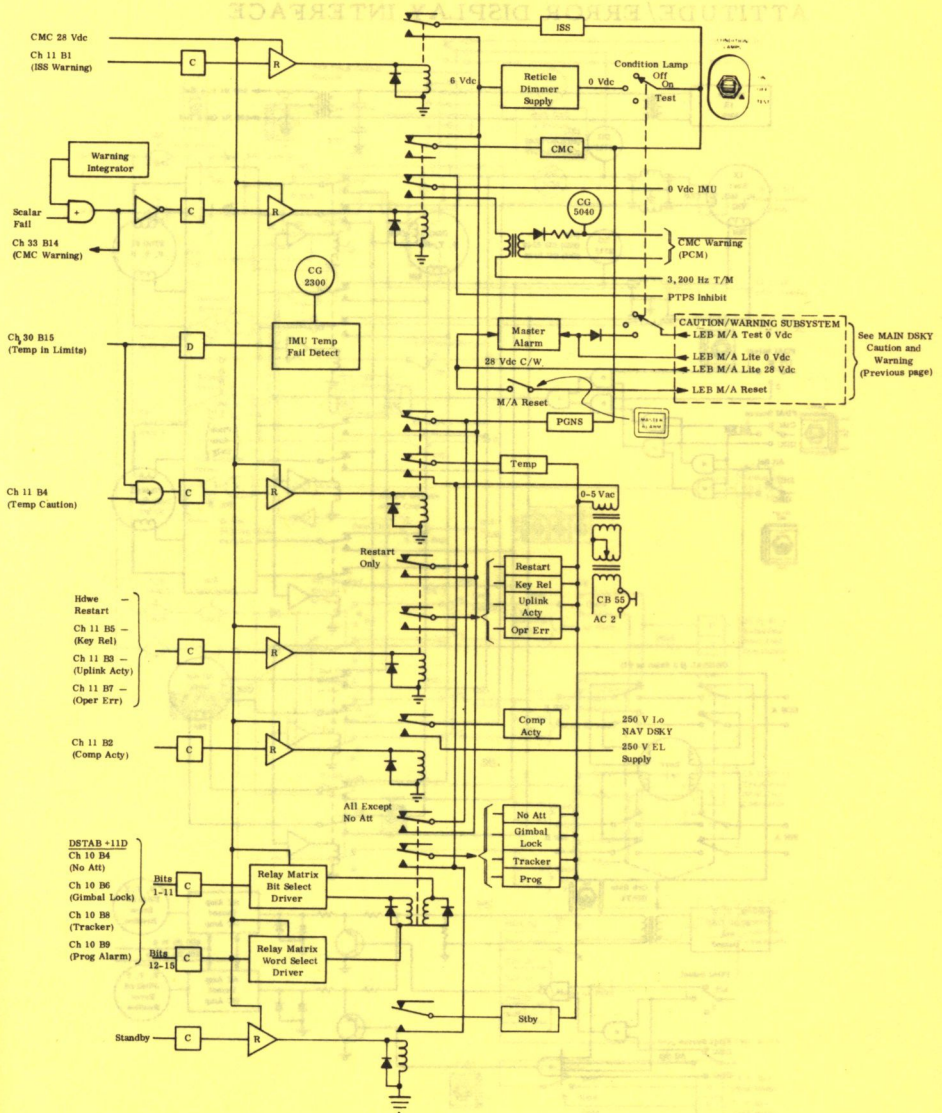 ATTITUDE/ERROR DISPLAY INTERFACE
CMC 28 Vdc
Ch 11 B1
(ISS Warning)
C
R
ISS
6 Vdc
Reticle
Dimmer
Supply
0 Vdc
Condition Lamp
Off
On
Test
Warning
Integrator
CMC
Scalar
Fail
+
C
R
0 Vdc IMU
Ch 33 B14
(CMC Warning)
CG
5040
CMC Warning
(PCM)
3,200 Hz T/M
PTPS Inhibit
CG
2300
Ch 30 B15
(Temp in Limits)
D
IMU Temp
Fail Detect
Master
Alarm
28 Vdc C/W
M/A Reset
CAUTION/WARNING SUBSYSTEM
LEB M/A Test 0 Vdc
LEB M/A Lite 0 Vdc
LEB M/A Lite 28 Vdc
LEB M/A Reset
See MAIN DSKY
Caution and
Warning
(Previous page)
MASTER
ALARM
PGNS
Temp
Ch 11 B4
(Temp Caution)
+
C
R
0-5 Vac
CB 55
AC 2
Restart
Only
Restart
Key Rel
Uplink
Acty
Opr Err
Hdwe —
Restart
Ch 11 B5 —
(Key Rel)
Ch 11 B3 —
(Uplink Acty)
Ch 11 B7 —
(Oper Err)
C
R
Ch 11 B2
(Comp Acty)
C
R
Comp
Acty
250 V Lo
NAV DSKY
250 V EL
Supply
All Except
No Att
No Att
Gimbal
Lock
Tracker
Prog
DSTAB +11D
Ch 10 B4
(No Att)
Ch 10 B6
(Gimbal Lock)
Ch 10 B8
(Tracker)
Ch 10 B9
(Prog Alarm)
Bits
1-11
C
Relay Matrix
Bit Select
Driver
Bits
12-15
C
Relay Matrix
Word Select
Driver
Stby
Standby
C
R